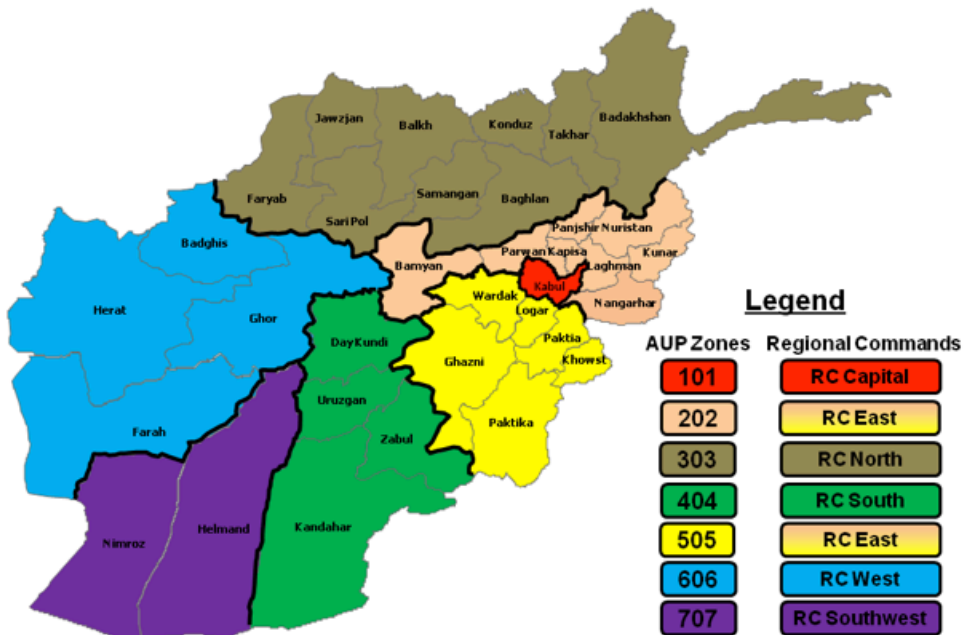 Jawzjan
Balkh
Konduz
Takhar
Badakhshan
Faryab
Sari Pol
Samangan
Baghlan
Panjshir
Nuristan
Badghis
Bamyan
Parwan
Kapisa
Laghman
Kunar
Herat
Ghor
Wardak
Kabul
Nangarhar
Logar
Day Kundi
Ghazni
Paktia
Khowst
Uruzgan
Paktika
Farah
Zabul
Nimroz
Helmand
Kandahar
Legend
AUP Zones Regional Commands
101 RC Capital
202 RC East
303 RC North
404 RC South
505 RC East
606 RC West
707 RC Southwest